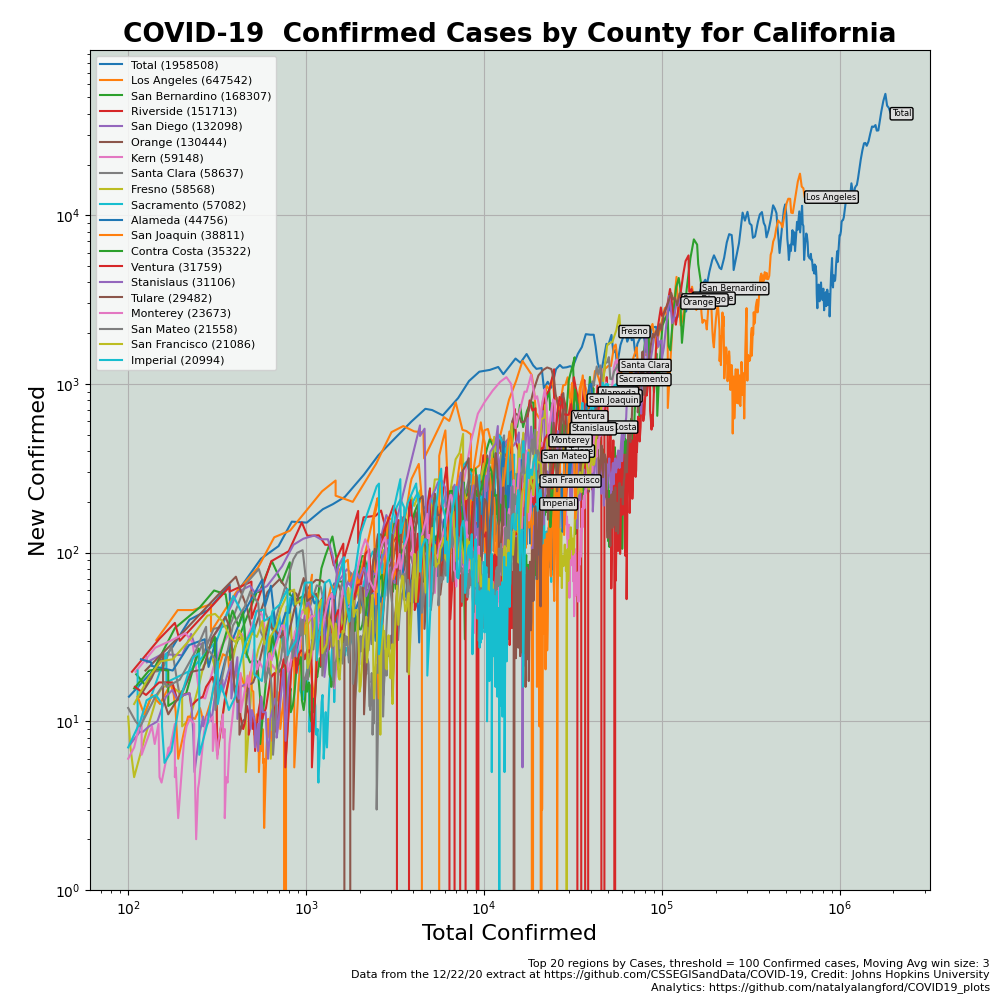 COVID-19  Confirmed Cases by County for California
Total (1958508)
Los Angeles (647542)
San Bernardino (168307)
Riverside (151713)
San Diego (132098)
Orange (130444)
Kern (59148)
Santa Clara (58637)
Fresno (58568)
Sacramento (57082)
Alameda (44756)
San Joaquin (38811)
Contra Costa (35322)
Ventura (31759)
Stanislaus (31106)
Tulare (29482)
Monterey (23673)
San Mateo (21558)
San Francisco (21086)
Imperial (20994)
Total
Los Angeles
San Bernardino
Orange
Fresno
Santa Clara
Sacramento
San Joaquin
Ventura
Stanislaus
Costa
Monterey
San Mateo
San Francisco
Imperial
New Confirmed
10⁴
10³
10²
10¹
10⁰
10²
10³
10⁴
10⁵
10⁶
Total Confirmed
Top 20 regions by Cases, threshold = 100 Confirmed cases, Moving Avg win size: 3
Data from the 12/22/20 extract at https://github.com/CSSEGISandData/COVID-19, Credit: Johns Hopkins University
Analytics: https://github.com/natalyalangford/COVID19_plots